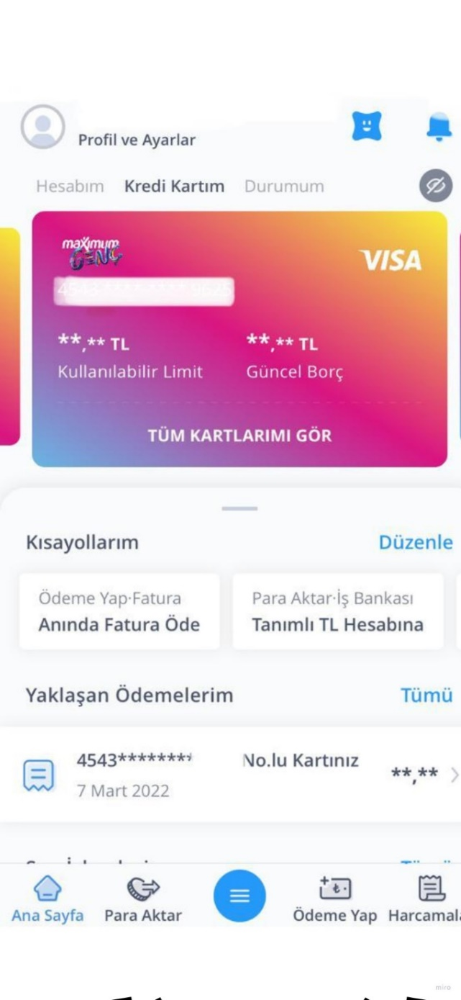 Profil ve Ayarlar
Hesabım Kredi Kartım Durumum
maximum
GENÇ
VISA
4543 **** **** 9625
**,** TL **,** TL
Kullanılabilir Limit Güncel Borç
TÜM KARTLARIMI GÖR
Kısayollarım Düzenle
Ödeme Yap·Fatura
Anında Fatura Öde
Para Aktar·İş Bankası
Tanımlı TL Hesabına
Yaklaşan Ödemelerim Tümü
4543******* No.lu Kartınız
7 Mart 2022
**,**
Ana Sayfa Para Aktar Ödeme Yap Harcamala
miro